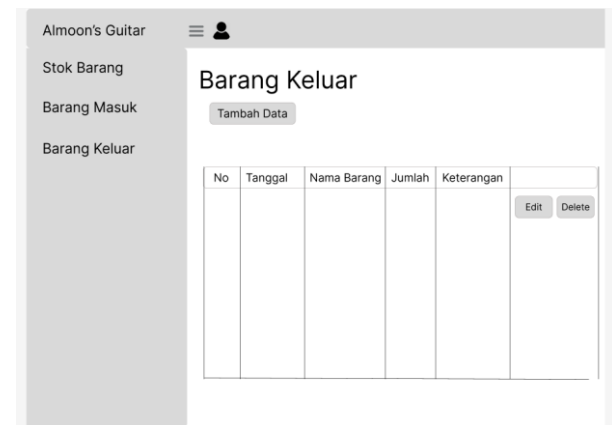 Almoon's Guitar
Stok Barang
Barang Masuk
Barang Keluar
Barang Keluar
Tambah Data
No Tanggal Nama Barang Jumlah Keterangan
Edit Delete